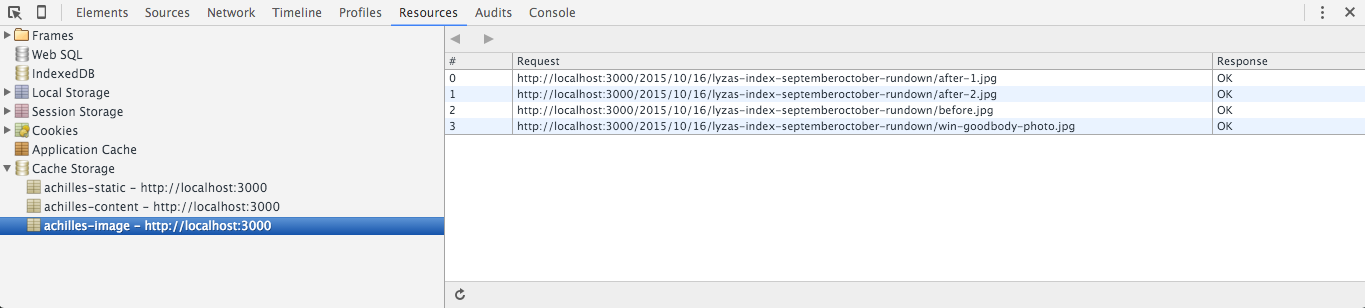 Elements Sources Network Timeline Profiles Resources Audits Console
Frames
Web SQL
IndexedDB
Local Storage
Session Storage
Cookies
Application Cache
Cache Storage
achilles-static – http://localhost:3000
achilles-content – http://localhost:3000
achilles-image – http://localhost:3000
# Request Response
0 http://localhost:3000/2015/10/16/lyzas-index-septemberoctober-rundown/after-1.jpg OK
1 http://localhost:3000/2015/10/16/lyzas-index-septemberoctober-rundown/after-2.jpg OK
2 http://localhost:3000/2015/10/16/lyzas-index-septemberoctober-rundown/before.jpg OK
3 http://localhost:3000/2015/10/16/lyzas-index-septemberoctober-rundown/win-goodbody-photo.jpg OK